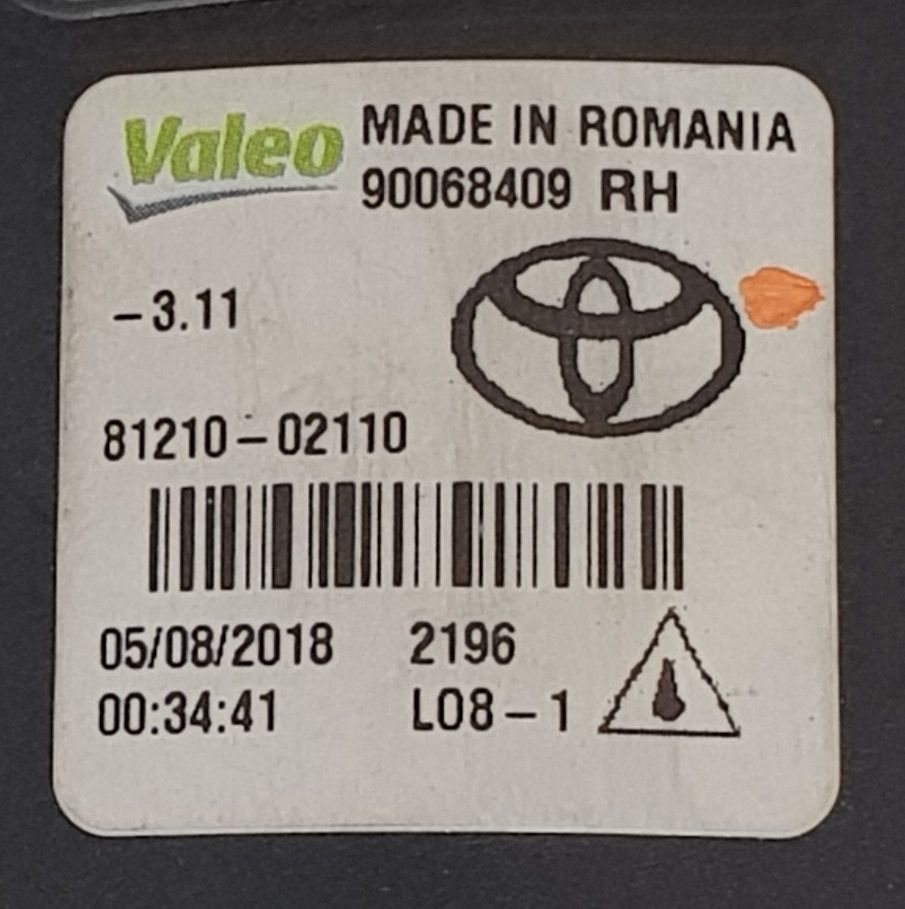 Valeo
MADE IN ROMANIA
90068409 RH
-3.11
81210-02110
05/08/2018 2196
00:34:41 L08-1